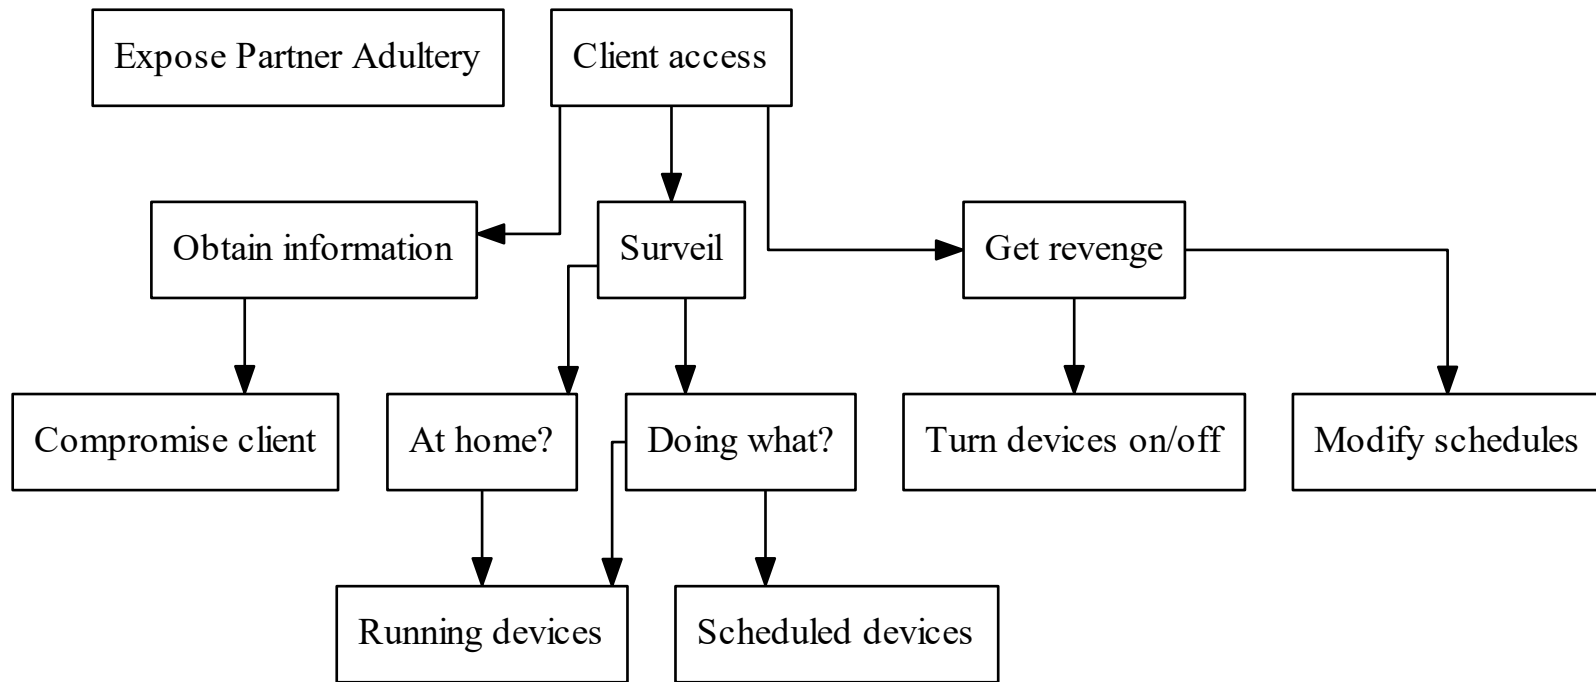 Expose Partner Adultery
Client access
Obtain information
Surveil
Get revenge
Compromise client
At home?
Doing what?
Turn devices on/off
Modify schedules
Running devices
Scheduled devices